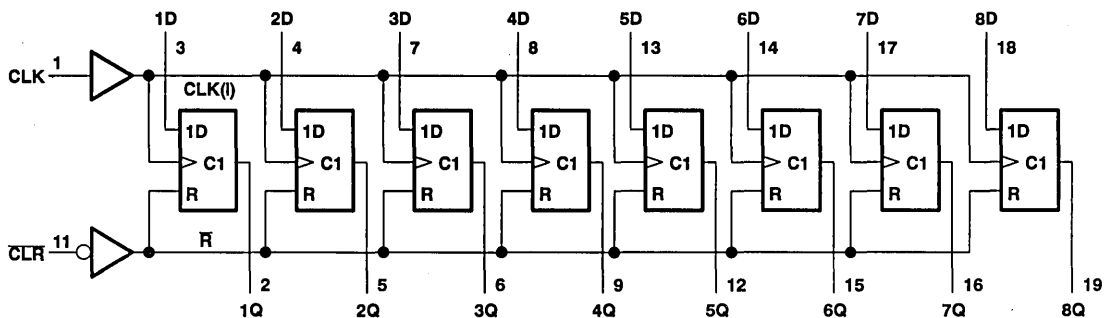 1D 2D 3D 4D 5D 6D 7D 8D
3 4 7 8 13 14 17 18
CLK 1
CLK(I)
1D 1D 1D 1D 1D 1D 1D 1D
C1 C1 C1 C1 C1 C1 C1 C1
R R R R R R R R
C̅L̅R̅ 11
R̅
2 5 6 9 12 15 16 19
1Q 2Q 3Q 4Q 5Q 6Q 7Q 8Q